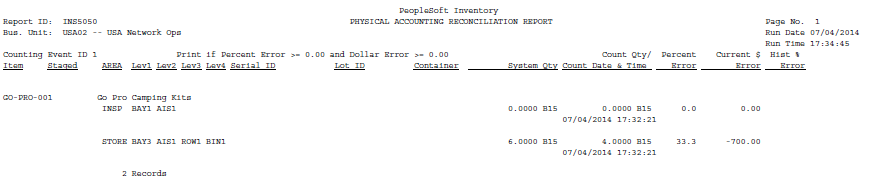 PeopleSoft Inventory
Report ID: INS5050 PHYSICAL ACCOUNTING RECONCILIATION REPORT Page No. 1
Bus. Unit: USA02 -- USA Network Ops Run Date 07/04/2014
Run Time 17:34:45
Counting Event ID 1 Print if Percent Error >= 0.00 and Dollar Error >= 0.00 Count Qty/ Percent Current $ Hist %
Item Staged AREA Lev1 Lev2 Lev3 Lev4 Serial ID Lot ID Container System Qty Count Date & Time Error Error Error
GO-PRO-001 Go Pro Camping Kits
INSP BAY1 AIS1 0.0000 B15 0.0000 B15 0.0 0.00
07/04/2014 17:32:21
STORE BAY3 AIS1 ROW1 BIN1 6.0000 B15 4.0000 B15 33.3 -700.00
07/04/2014 17:32:21
2 Records